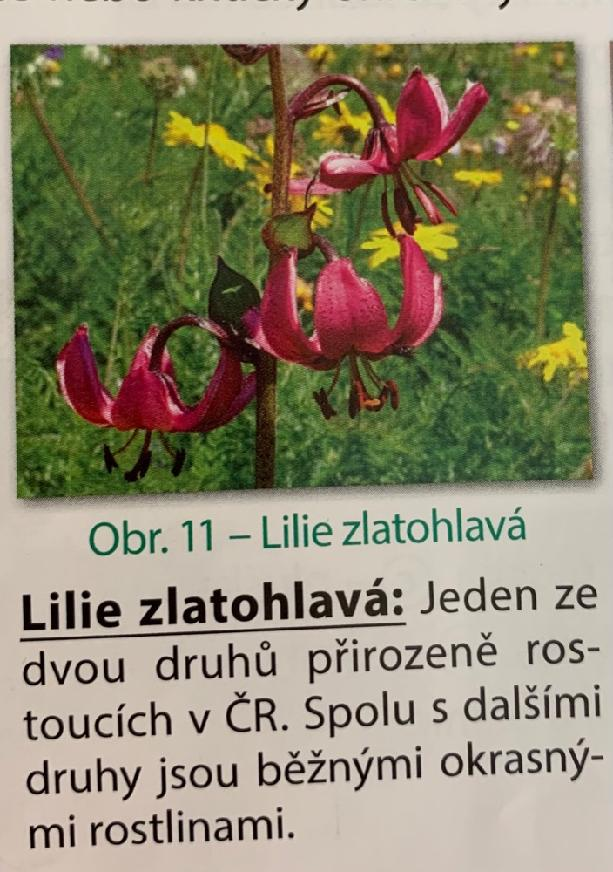 Obr. 11 – Lilie zlatohlavá
Lilie zlatohlavá: Jeden ze
dvou druhů přirozeně ros-
toucích v ČR. Spolu s dalšími
druhy jsou běžnými okrasný-
mi rostlinami.